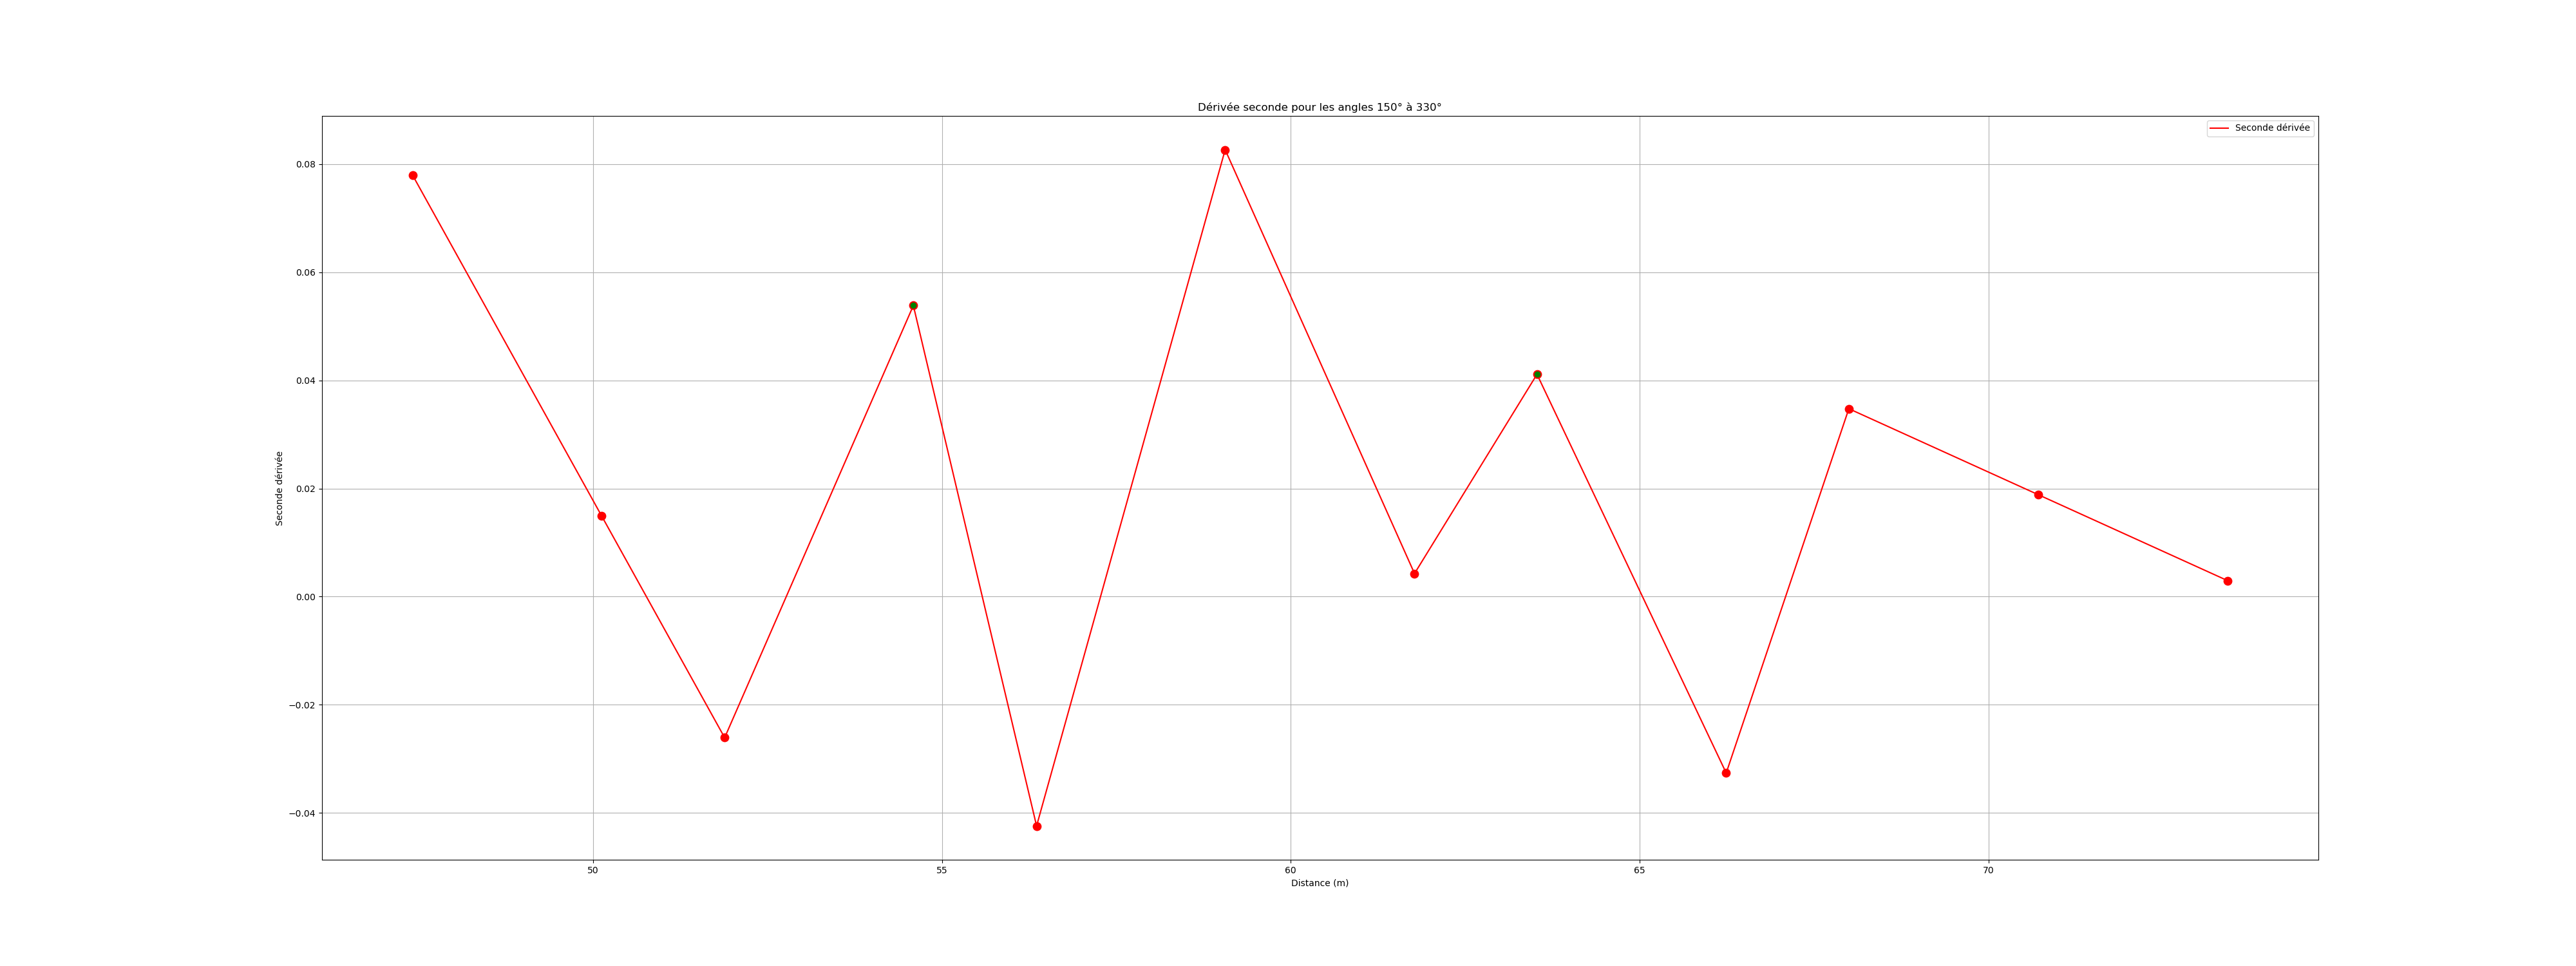 Dérivée seconde pour les angles 150° à 330°
Seconde dérivée
0.08
0.06
0.04
0.02
0.00
−0.02
−0.04
Seconde dérivée
50 55 60 65 70
Distance (m)